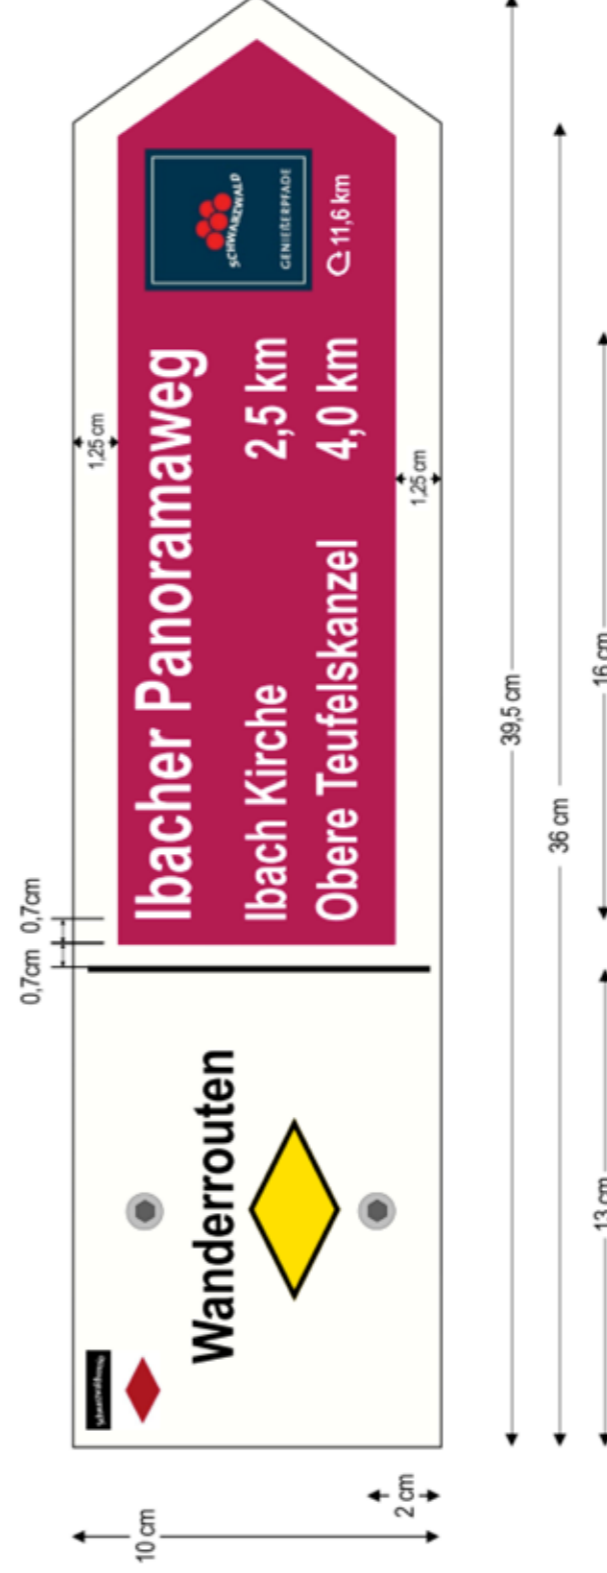 Ibacher Panoramaweg
Ibach Kirche 2,5 km
Obere Teufelskanzel 4,0 km
SCHWARZWALD
GENIEßERPFADE
11,6 km
Wanderrouten
0,7cm 0,7cm
1,25 cm
1,25 cm
39,5 cm
36 cm
16 cm
13 cm
10 cm
2 cm